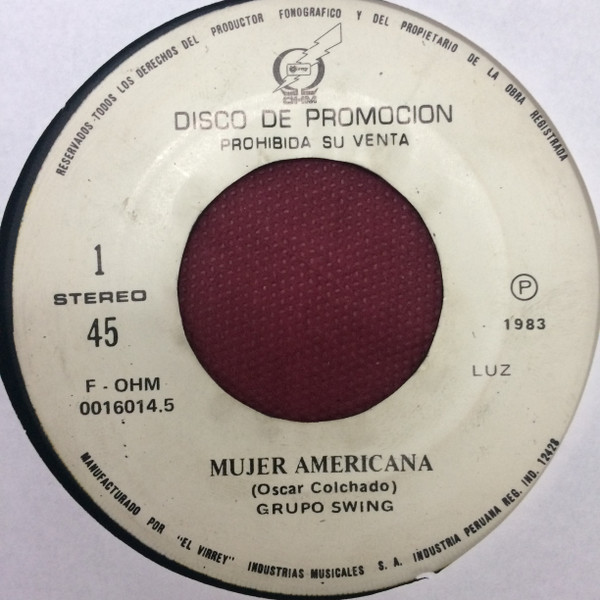 RESERVADOS TODOS LOS DERECHOS DEL PRODUCTOR FONOGRAFICO Y DEL PROPIETARIO DE LA OBRA REGISTRADA
OHM
DISCO DE PROMOCION
PROHIBIDA SU VENTA
1
STEREO
45
F - OHM
0016014.5
P
1983
LUZ
MUJER AMERICANA
(Oscar Colchado)
GRUPO SWING
MANUFACTURADO POR "EL VIRREY" INDUSTRIAS MUSICALES S. A. INDUSTRIA PERUANA REG. IND. 12428